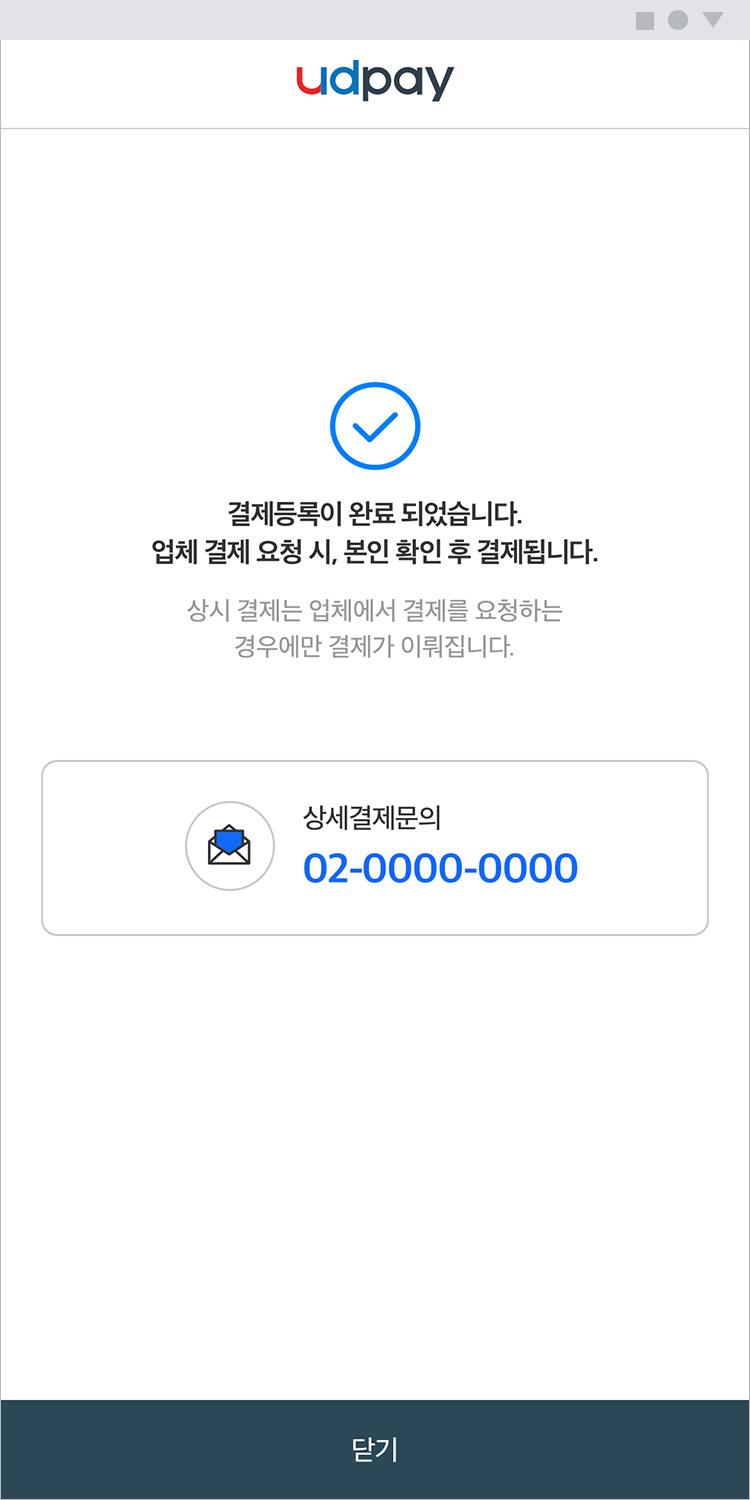 udpay
결제등록이 완료 되었습니다.
업체 결제 요청 시, 본인 확인 후 결제됩니다.
상시 결제는 업체에서 결제를 요청하는
경우에만 결제가 이뤄집니다.
상세결제문의
02-0000-0000
닫기